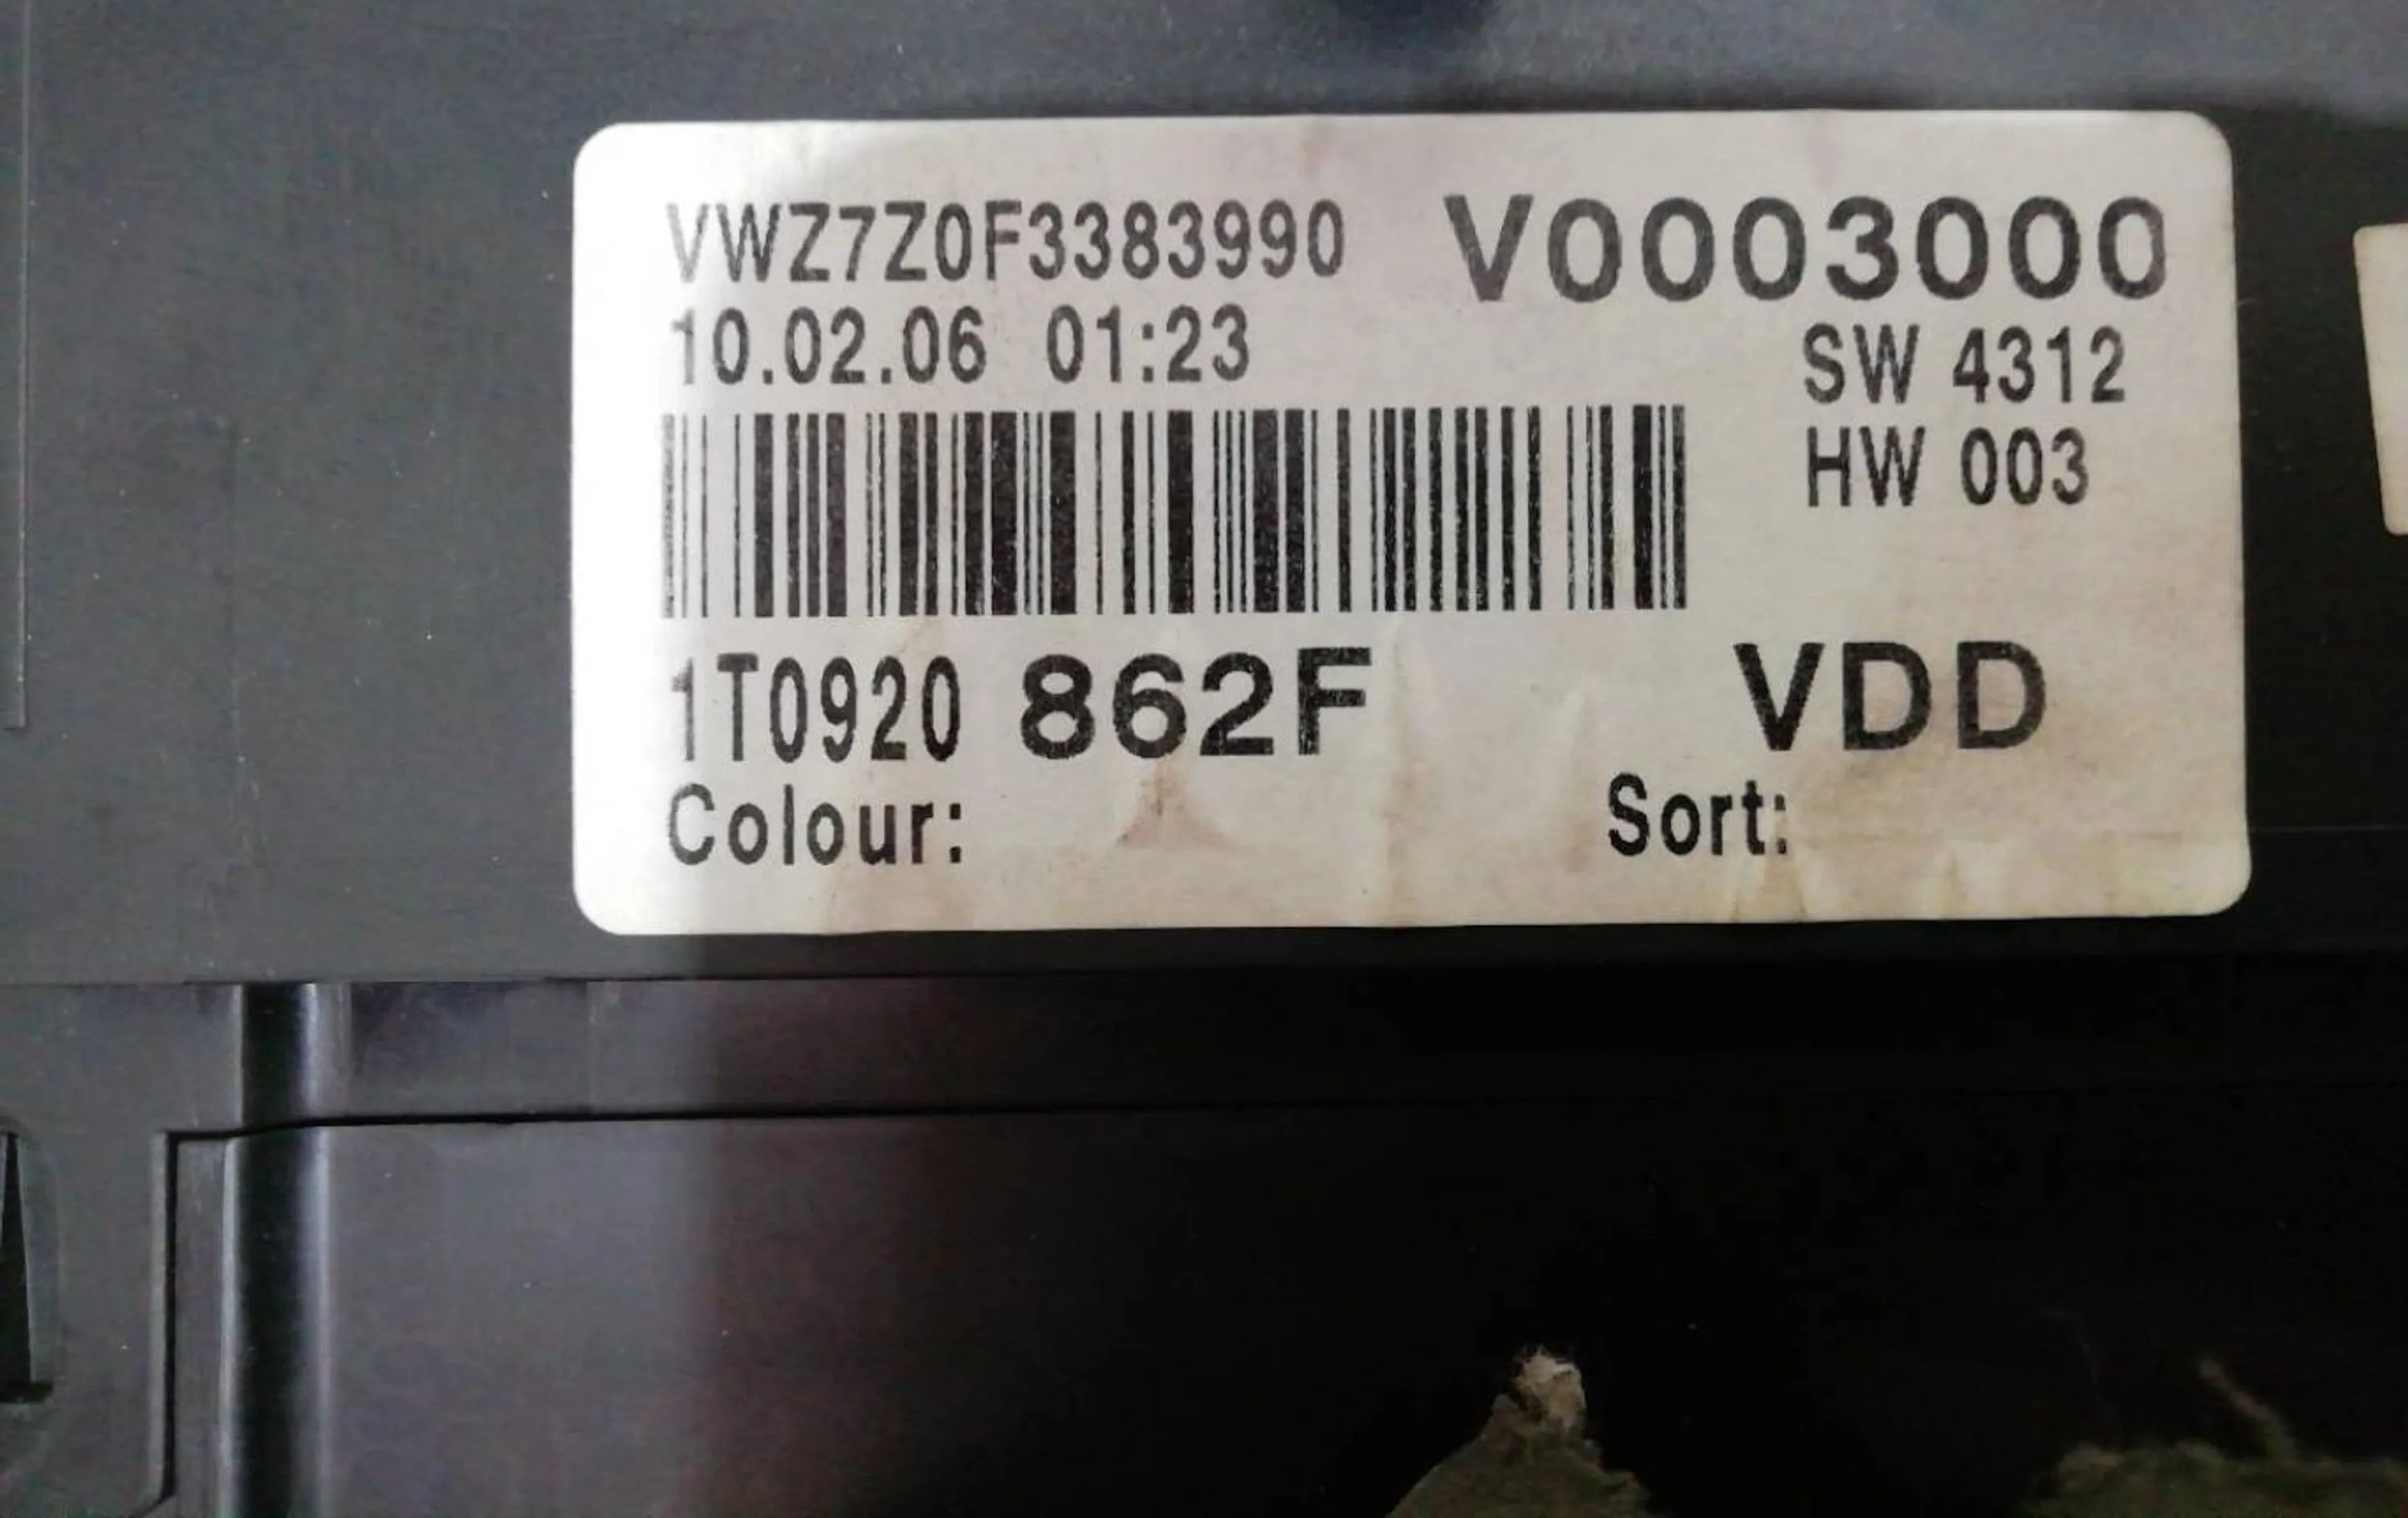 VWZ7Z0F3383990 V0003000
10.02.06 01:23 SW 4312
HW 003
1T0920 862F VDD
Colour: Sort: